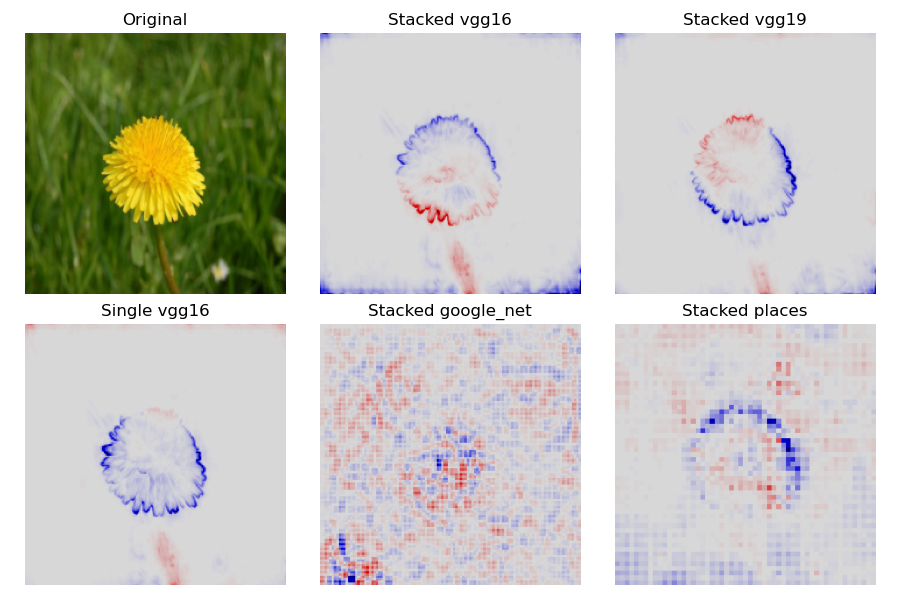 Original
Stacked vgg16
Stacked vgg19
Single vgg16
Stacked google_net
Stacked places